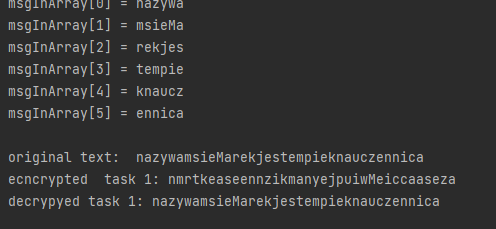 msgInArray[0] = nazywa
msgInArray[1] = msieMa
msgInArray[2] = rekjes
msgInArray[3] = tempie
msgInArray[4] = knaucz
msgInArray[5] = ennica
original text:  nazywamsieMarekjestempieknauczennica
ecncrypted  task 1: nmrtkeaseennzikmanyejpuiwMeiccaaseza
decrypyed task 1: nazywamsieMarekjestempieknauczennica